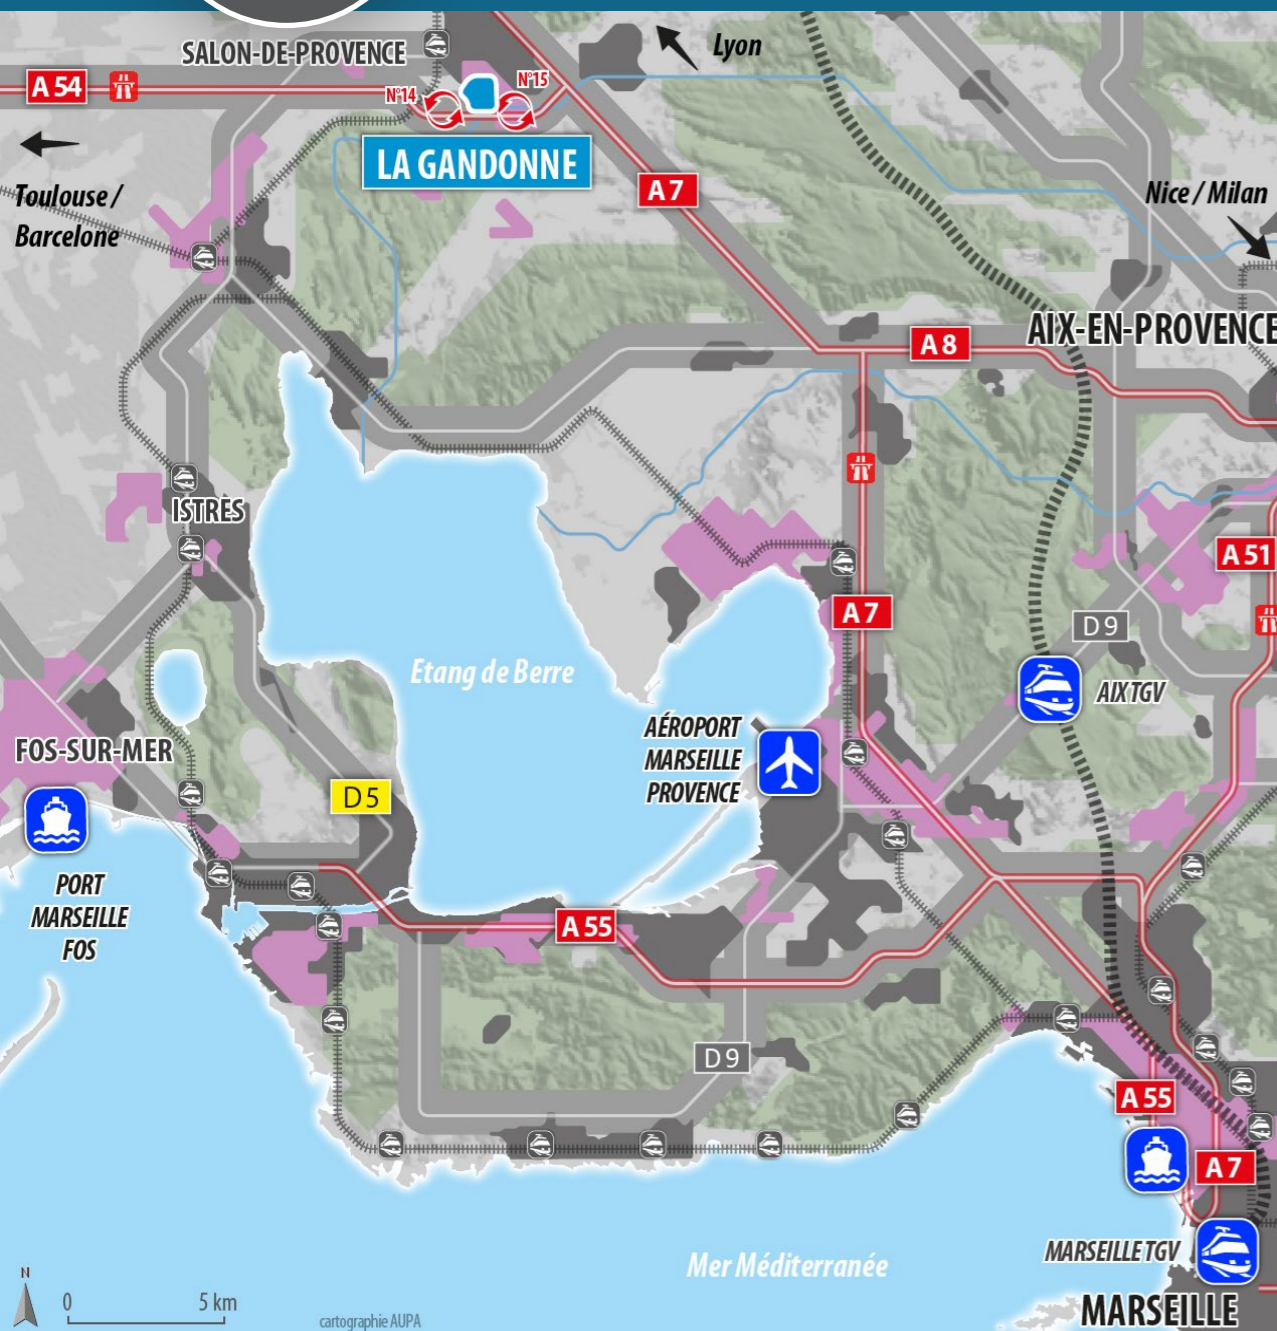 SALON-DE-PROVENCE
Lyon
A 54
N°14
N°15
LA GANDONNE
A 7
Toulouse /
Barcelone
Nice / Milan
A 8
AIX-EN-PROVENCE
ISTRES
A 51
A 7
D 9
Etang de Berre
AIX TGV
AÉROPORT
MARSEILLE
PROVENCE
FOS-SUR-MER
D 5
PORT
MARSEILLE
FOS
A 55
D 9
A 55
A 7
Mer Méditerranée
MARSEILLE TGV
MARSEILLE
N
0
5 km
cartographie AUPA